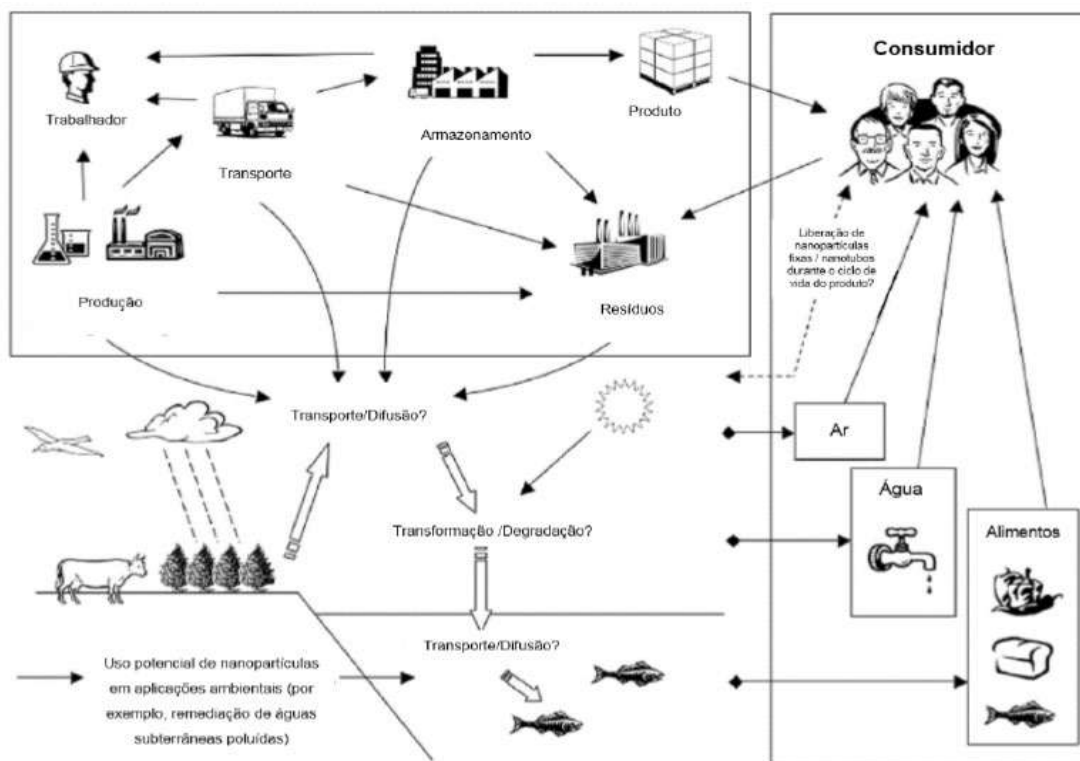 Consumidor
Trabalhador
Transporte
Armazenamento
Produto
Produção
Resíduos
Liberação de
nanopartículas
fixas / nanotubos
durante o ciclo de
vida do produto?
Transporte/Difusão?
Ar
Água
Transformação /Degradação?
Alimentos
Transporte/Difusão?
Uso potencial de nanopartículas
em aplicações ambientais (por
exemplo, remediação de águas
subterrâneas poluídas)